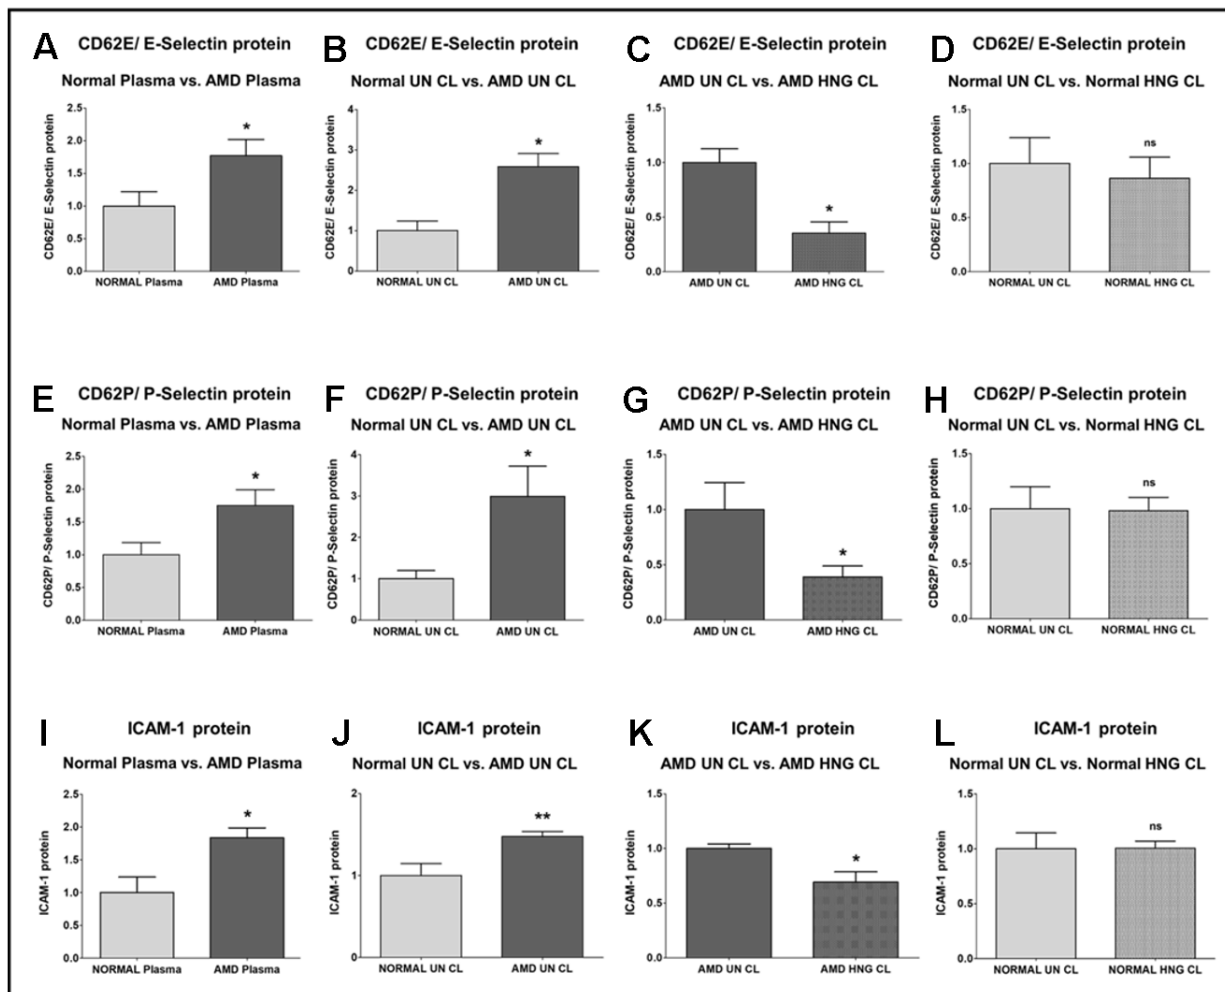 A CD62E/ E-Selectin protein
Normal Plasma vs. AMD Plasma
CD62E/ E-Selectin protein
2.5
2.0
1.5
1.0
0.5
0.0
*
NORMAL Plasma AMD Plasma
B CD62E/ E-Selectin protein
Normal UN CL vs. AMD UN CL
CD62E/ E-Selectin protein
4
3
2
1
0
*
NORMAL UN CL AMD UN CL
C CD62E/ E-Selectin protein
AMD UN CL vs. AMD HNG CL
CD62E/ E-Selectin protein
1.5
1.0
0.5
0.0
*
AMD UN CL AMD HNG CL
D CD62E/ E-Selectin protein
Normal UN CL vs. Normal HNG CL
CD62E/ E-Selectin protein
1.5
1.0
0.5
0.0
ns
NORMAL UN CL NORMAL HNG CL
E CD62P/ P-Selectin protein
Normal Plasma vs. AMD Plasma
CD62P/ P-Selectin protein
2.5
2.0
1.5
1.0
0.5
0.0
*
NORMAL Plasma AMD Plasma
F CD62P/ P-Selectin protein
Normal UN CL vs. AMD UN CL
CD62P/ P-Selectin protein
4
3
2
1
0
*
NORMAL UN CL AMD UN CL
G CD62P/ P-Selectin protein
AMD UN CL vs. AMD HNG CL
CD62P/ P-Selectin protein
1.5
1.0
0.5
0.0
*
AMD UN CL AMD HNG CL
H CD62P/ P-Selectin protein
Normal UN CL vs. Normal HNG CL
CD62P/ P-Selectin protein
1.5
1.0
0.5
0.0
ns
NORMAL UN CL NORMAL HNG CL
I ICAM-1 protein
Normal Plasma vs. AMD Plasma
ICAM-1 protein
2.5
2.0
1.5
1.0
0.5
0.0
*
NORMAL Plasma AMD Plasma
J ICAM-1 protein
Normal UN CL vs. AMD UN CL
ICAM-1 protein
2
1
0
**
NORMAL UN CL AMD UN CL
K ICAM-1 protein
AMD UN CL vs. AMD HNG CL
ICAM-1 protein
1.5
1.0
0.5
0.0
*
AMD UN CL AMD HNG CL
L ICAM-1 protein
Normal UN CL vs. Normal HNG CL
ICAM-1 protein
1.5
1.0
0.5
0.0
ns
NORMAL UN CL NORMAL HNG CL